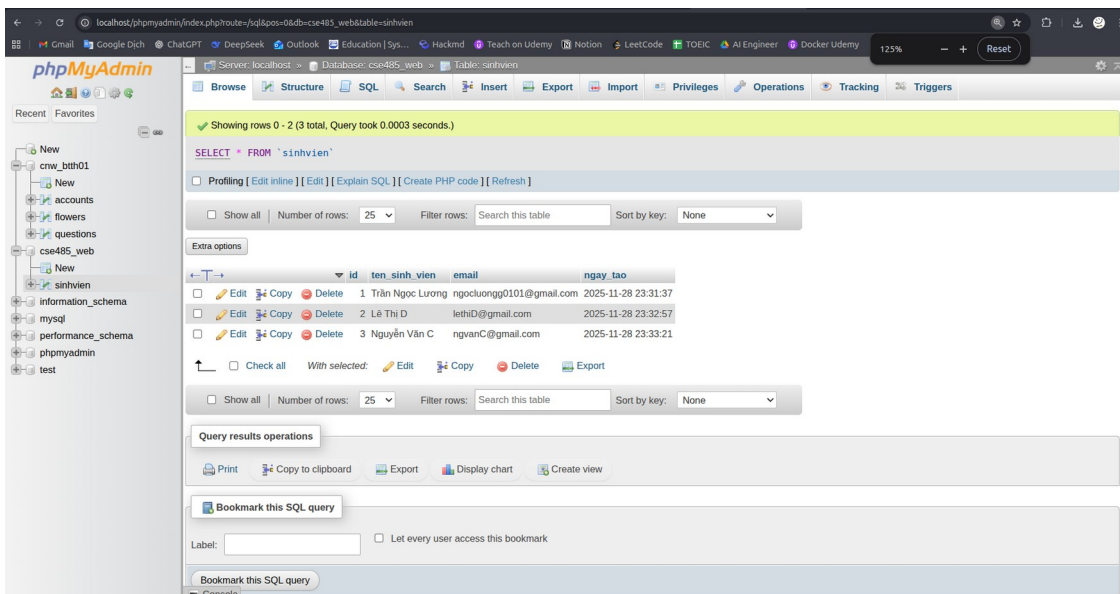 localhost/phpmyadmin/index.php?route=/sql&pos=0&db=cse485_web&table=sinhvien
Gmail Google Dịch ChatGPT DeepSeek Outlook Education | Sys... Hackmd Teach on Udemy Notion LeetCode TOEIC AI Engineer Docker Udemy
125% − + Reset
phpMyAdmin
Recent Favorites
New
cnw_btth01
New
accounts
flowers
questions
cse485_web
New
sinhvien
information_schema
mysql
performance_schema
phpmyadmin
test
Server: localhost » Database: cse485_web » Table: sinhvien
Browse Structure SQL Search Insert Export Import Privileges Operations Tracking Triggers
Showing rows 0 - 2 (3 total, Query took 0.0003 seconds.)
SELECT * FROM `sinhvien`
Profiling [ Edit inline ] [ Edit ] [ Explain SQL ] [ Create PHP code ] [ Refresh ]
Show all | Number of rows: 25 Filter rows: Search this table Sort by key: None
Extra options
←T→ id ten_sinh_vien email ngay_tao
Edit Copy Delete 1 Trần Ngọc Lương ngocluongg0101@gmail.com 2025-11-28 23:31:37
Edit Copy Delete 2 Lê Thị D lethiD@gmail.com 2025-11-28 23:32:57
Edit Copy Delete 3 Nguyễn Văn C ngvanC@gmail.com 2025-11-28 23:33:21
Check all With selected: Edit Copy Delete Export
Show all | Number of rows: 25 Filter rows: Search this table Sort by key: None
Query results operations
Print Copy to clipboard Export Display chart Create view
Bookmark this SQL query
Label: Let every user access this bookmark
Bookmark this SQL query
Console